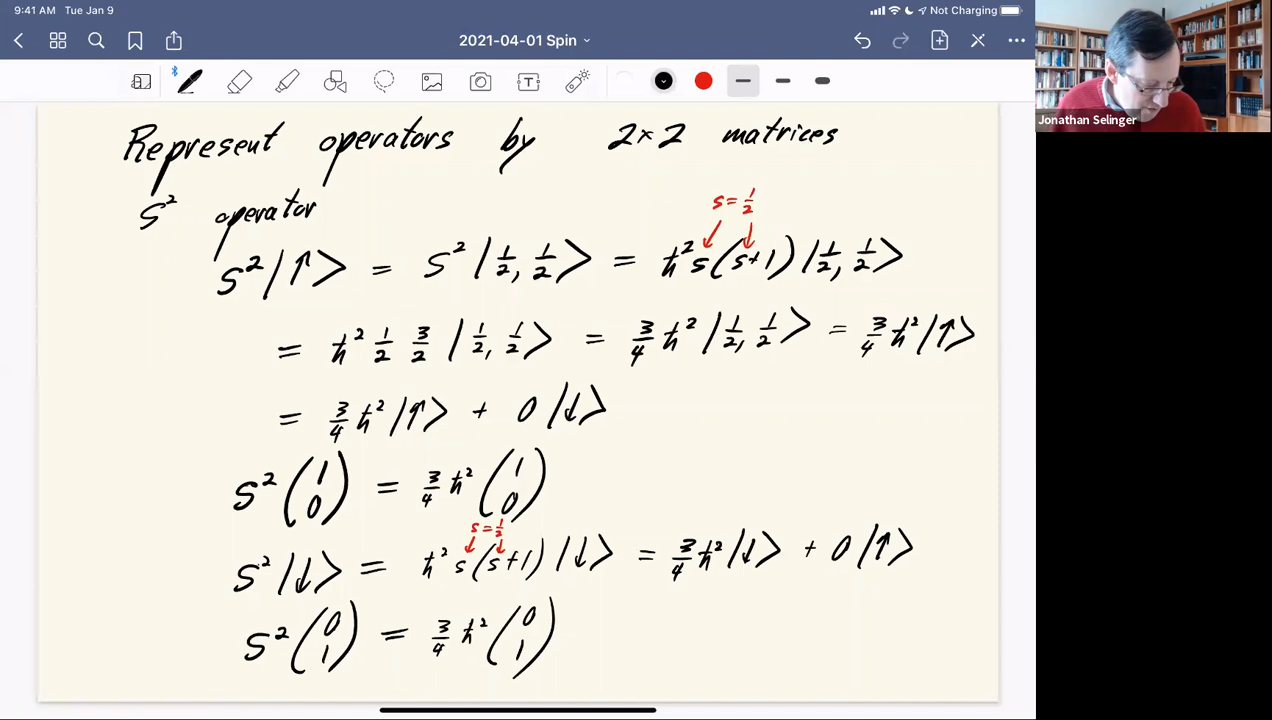 9:41 AM Tue Jan 9
Not Charging
2021-04-01 Spin
T
Jonathan Selinger
Represent operators by 2×2 matrices
S² operator
s = 1/2
S²|↑⟩ = S²|1/2, 1/2⟩ = ħ² s(s+1)|1/2, 1/2⟩
= ħ² 1/2 3/2 |1/2, 1/2⟩ = 3/4 ħ² |1/2, 1/2⟩ = 3/4 ħ² |↑⟩
= 3/4 ħ² |↑⟩ + 0 |↓⟩
S² (1 0) = 3/4 ħ² (1 0)
s = 1/2
S²|↓⟩ = ħ² s(s+1)|↓⟩ = 3/4 ħ² |↓⟩ + 0 |↑⟩
S² (0 1) = 3/4 ħ² (0 1)